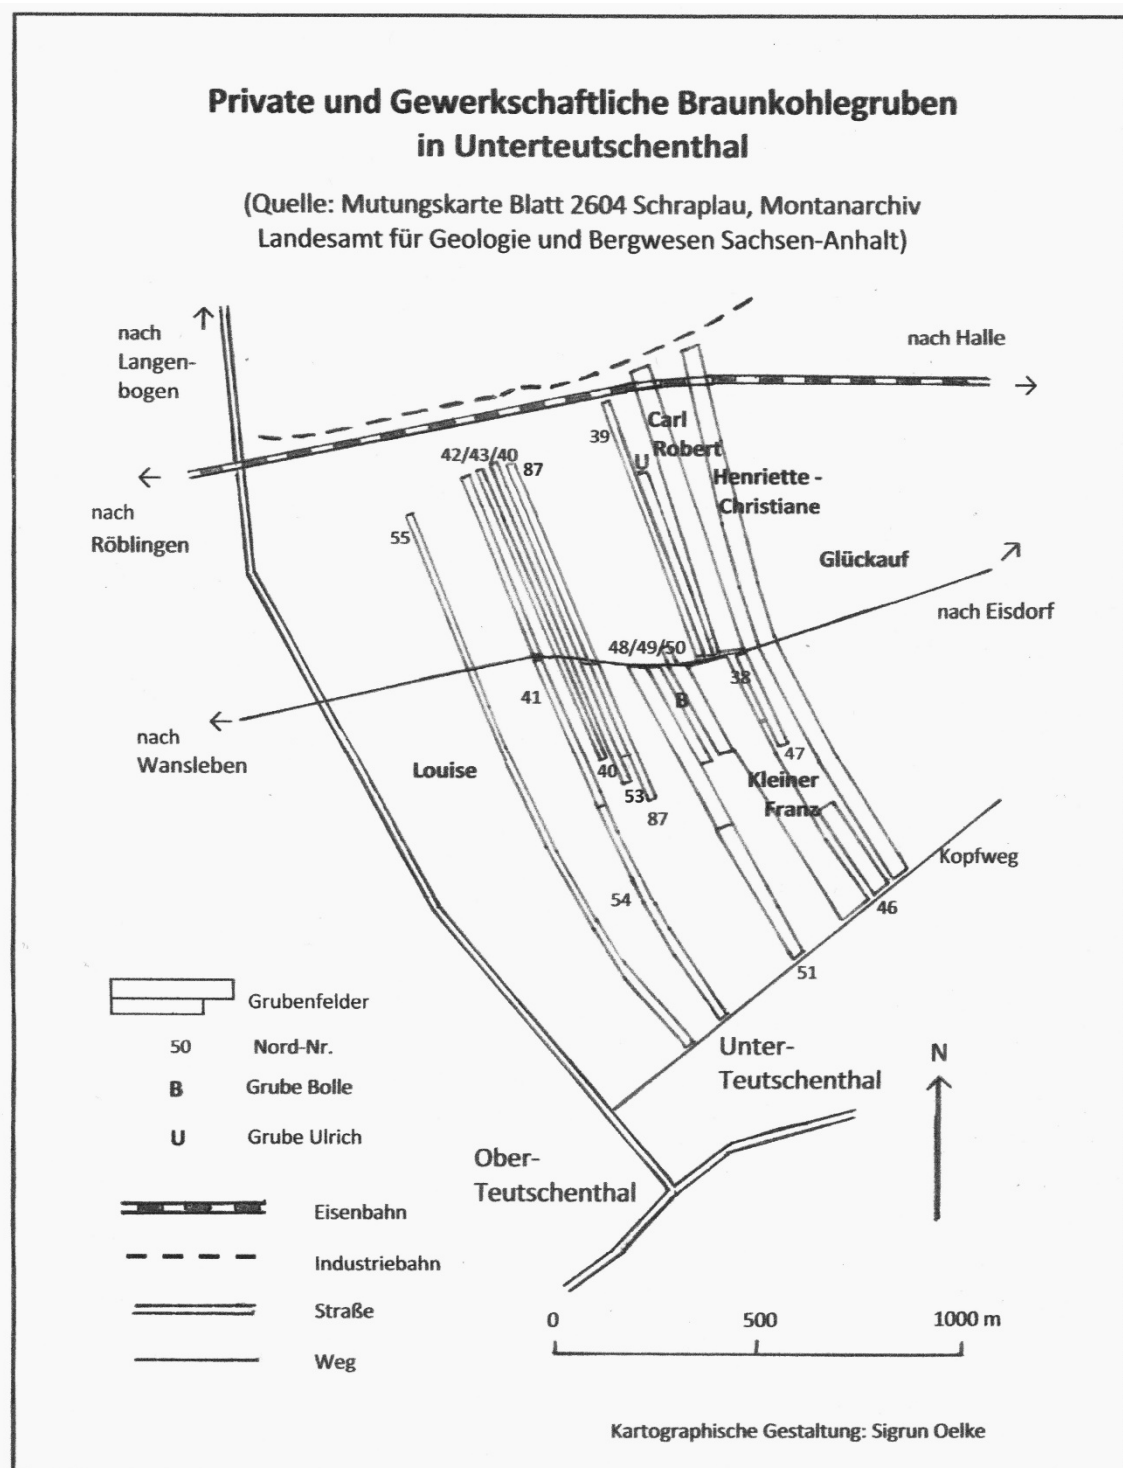 Private und Gewerkschaftliche Braunkohlegruben
in Unterteutschenthal
(Quelle: Mutungskarte Blatt 2604 Schraplau, Montanarchiv
Landesamt für Geologie und Bergwesen Sachsen-Anhalt)
nach
Langen-
bogen
nach Halle
39
Carl
Robert
U
42/43/40
87
Henriette -
Christiane
nach
Röblingen
55
Glückauf
nach Eisdorf
48/49/50
38
41
B
nach
Wansleben
Louise
40
53
87
47
Kleiner
Franz
Kopfweg
54
46
51
Grubenfelder
50 Nord-Nr.
B Grube Bolle
U Grube Ulrich
Unter-
Teutschenthal
N
Ober-
Teutschenthal
Eisenbahn
Industriebahn
Straße
Weg
0 500 1000 m
Kartographische Gestaltung: Sigrun Oelke